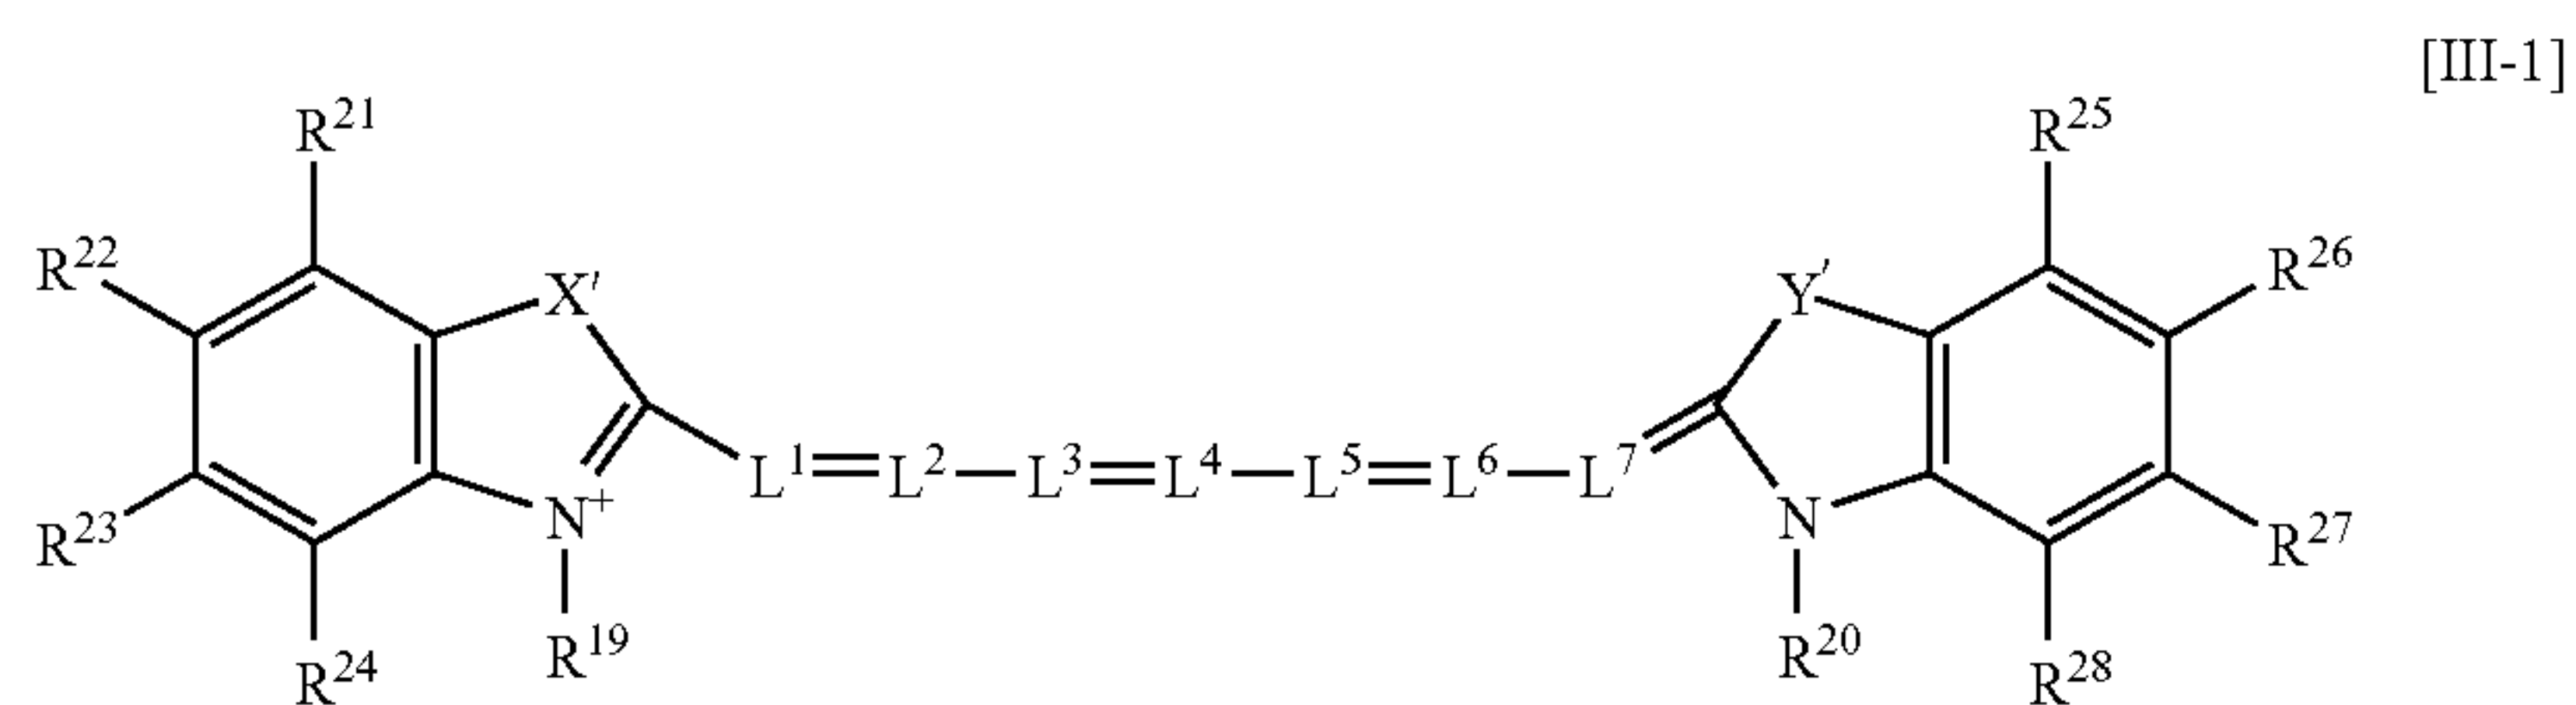 [III-1]
R21 R25
R22 X' Y' R26
L1 L2 L3 L4 L5 L6 L7
R23 N+ N R27
R24 R19 R20 R28